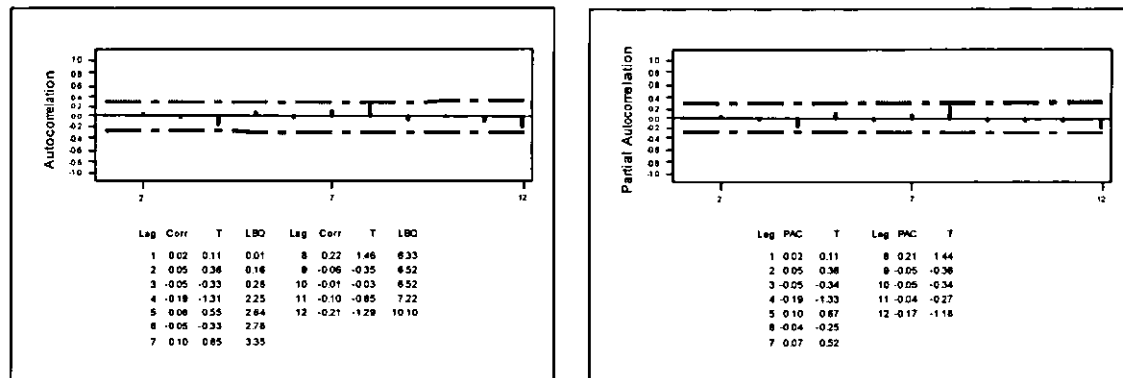 Autocorrelation
1.0
0.8
0.6
0.4
0.2
0.0
-0.2
-0.4
-0.6
-0.8
-1.0
2 7 12
Lag Corr T LBQ Lag Corr T LBQ
1 0.02 0.11 0.01 8 0.22 1.46 6.33
2 0.05 0.36 0.16 9 -0.06 -0.35 6.52
3 -0.05 -0.33 0.28 10 -0.01 -0.03 6.52
4 -0.19 -1.31 2.25 11 -0.10 -0.65 7.22
5 0.08 0.55 2.64 12 -0.21 -1.29 10.10
6 -0.05 -0.33 2.78
7 0.10 0.65 3.35
Partial Autocorrelation
1.0
0.8
0.6
0.4
0.2
0.0
-0.2
-0.4
-0.6
-0.8
-1.0
2 7 12
Lag PAC T Lag PAC T
1 0.02 0.11 8 0.21 1.44
2 0.05 0.36 9 -0.05 -0.36
3 -0.05 -0.34 10 -0.05 -0.34
4 -0.19 -1.33 11 -0.04 -0.27
5 0.10 0.67 12 -0.17 -1.18
6 -0.04 -0.25
7 0.07 0.52